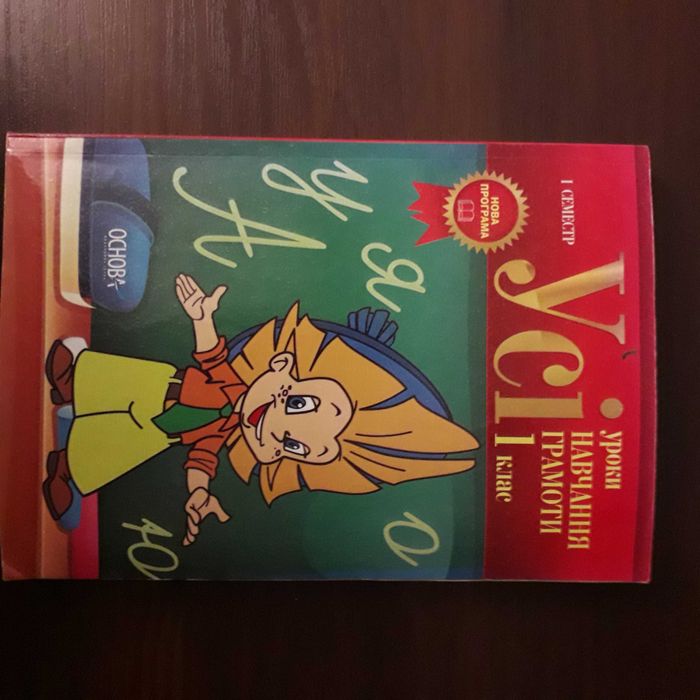 І СЕМЕСТР
Усі
уроки
НАВЧАННЯ
ГРАМОТИ
1 клас
НОВА
ПРОГРАМА
У
А
Я
Ю
О
ОСНОВА